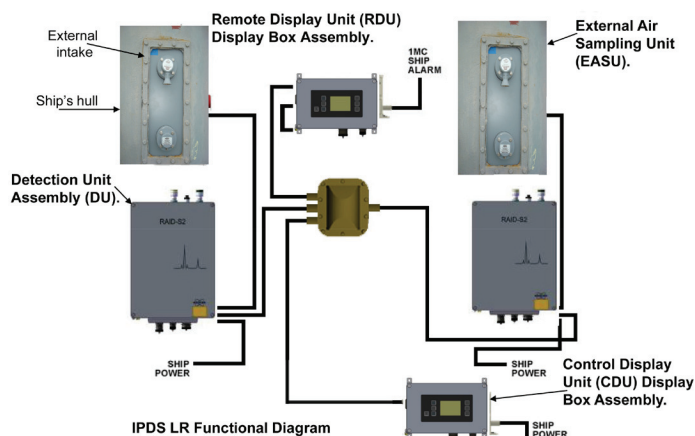 Remote Display Unit (RDU)
Display Box Assembly.
External
intake
Ship's hull
1MC
SHIP
ALARM
External Air
Sampling Unit
(EASU).
Detection Unit
Assembly (DU).
RAID-S2
RAID-S2
SHIP
POWER
SHIP
POWER
Control Display
Unit (CDU) Display
Box Assembly.
SHIP
POWER
IPDS LR Functional Diagram